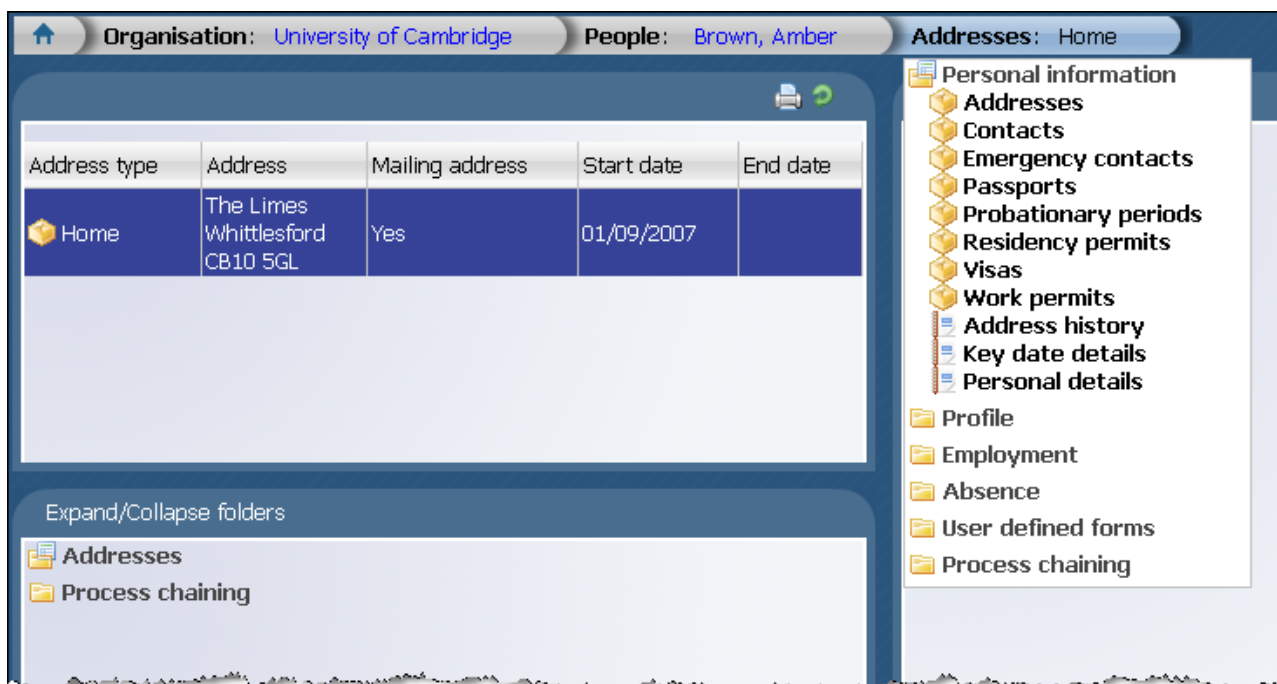 Organisation: University of Cambridge People: Brown, Amber Addresses: Home
Address type Address Mailing address Start date End date
Home The Limes Yes 01/09/2007
Whittlesford
CB10 5GL
Expand/Collapse folders
Addresses
Process chaining
Personal information
Addresses
Contacts
Emergency contacts
Passports
Probationary periods
Residency permits
Visas
Work permits
Address history
Key date details
Personal details
Profile
Employment
Absence
User defined forms
Process chaining